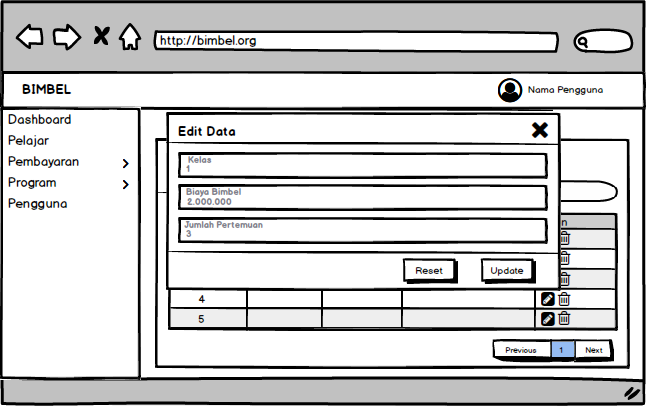 http://bimbel.org
BIMBEL
Nama Pengguna
Dashboard
Pelajar
Pembayaran
Program
Pengguna
Edit Data
Kelas
1
Biaya Bimbel
2.000.000
Jumlah Pertemuan
3
Reset
Update
n
4
5
Previous
1
Next